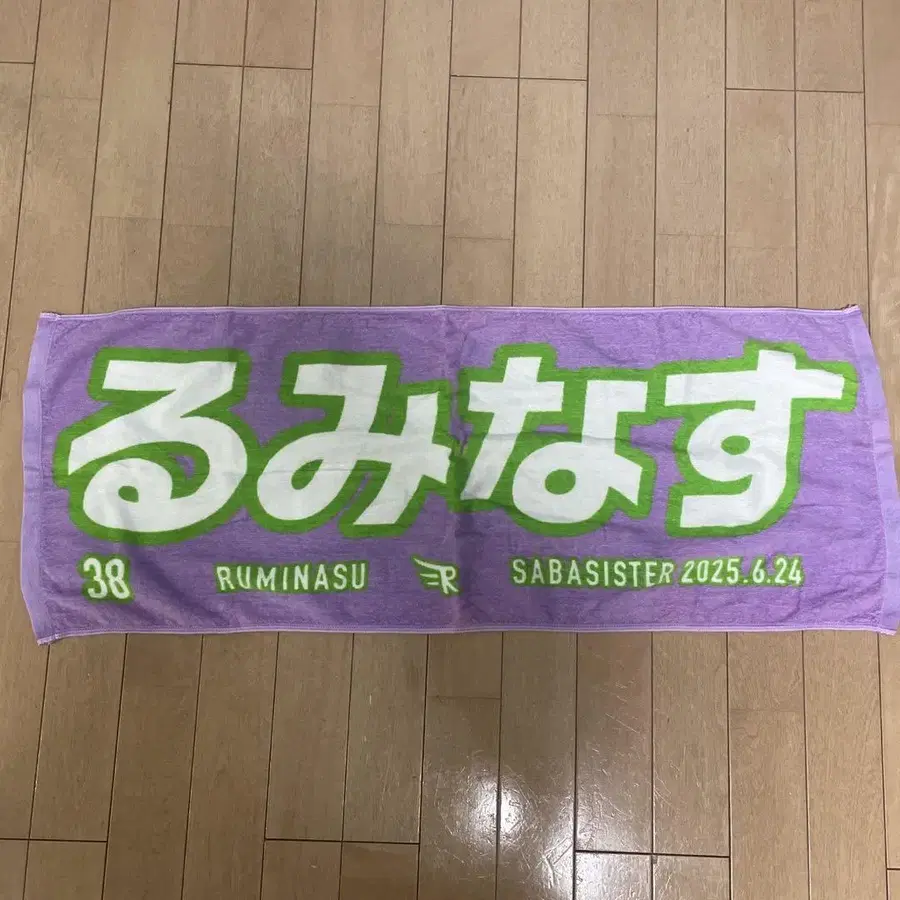 るみなす
38 RUMINASU R SABASISTER 2025.6.24